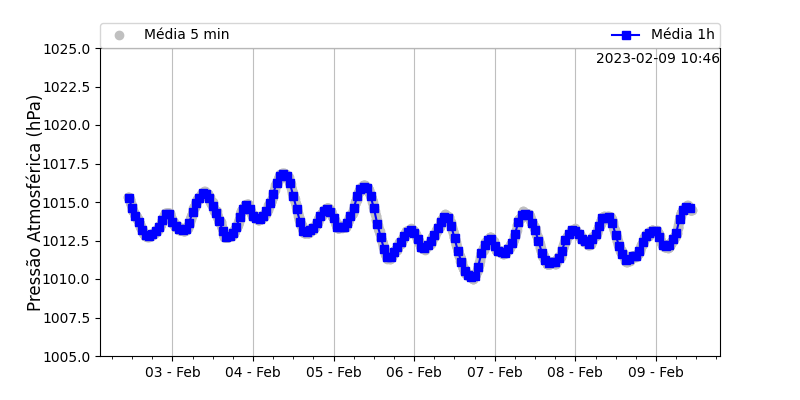 Média 5 min
Média 1h
2023-02-09 10:46
Pressão Atmosférica (hPa)
1025.0
1022.5
1020.0
1017.5
1015.0
1012.5
1010.0
1007.5
1005.0
03 - Feb
04 - Feb
05 - Feb
06 - Feb
07 - Feb
08 - Feb
09 - Feb